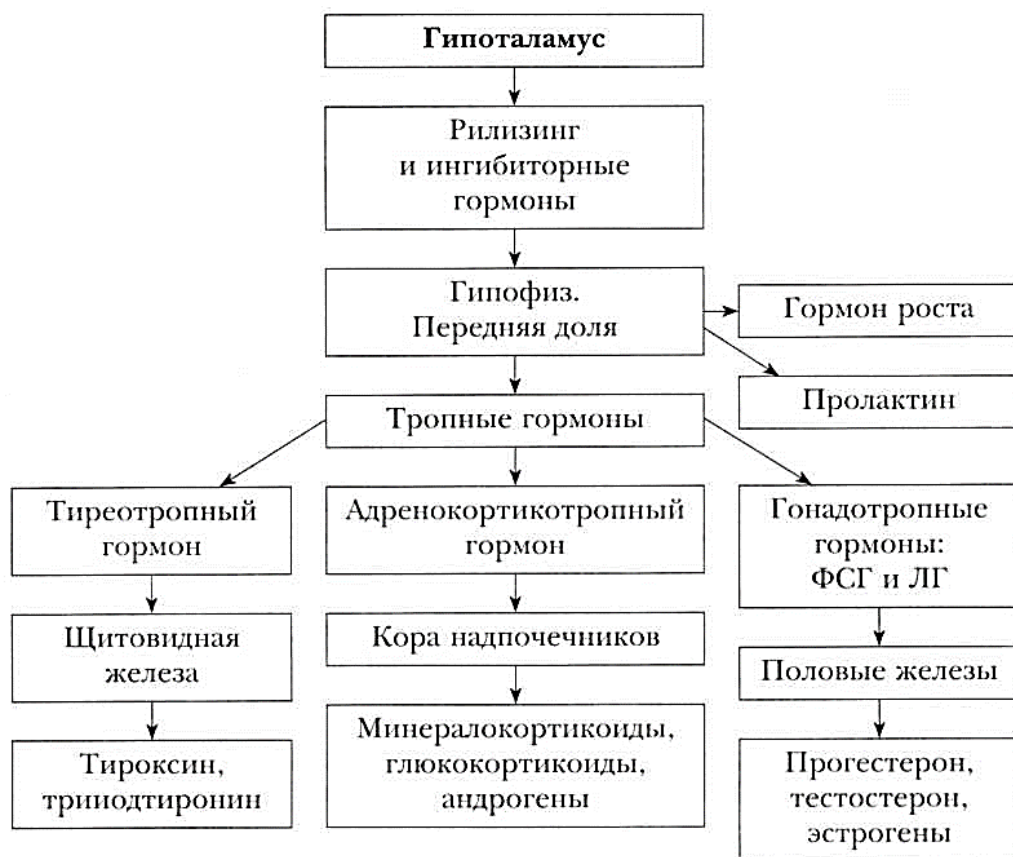 Гипоталамус
Рилизинг
и ингибиторные
гормоны
Гипофиз.
Передняя доля
Гормон роста
Пролактин
Тропные гормоны
Тиреотропный
гормон
Адренокортикотропный
гормон
Гонадотропные
гормоны:
ФСГ и ЛГ
Щитовидная
железа
Кора надпочечников
Половые железы
Тироксин,
трииодтиронин
Минералокортикоиды,
глюкокортикоиды,
андрогены
Прогестерон,
тестостерон,
эстрогены